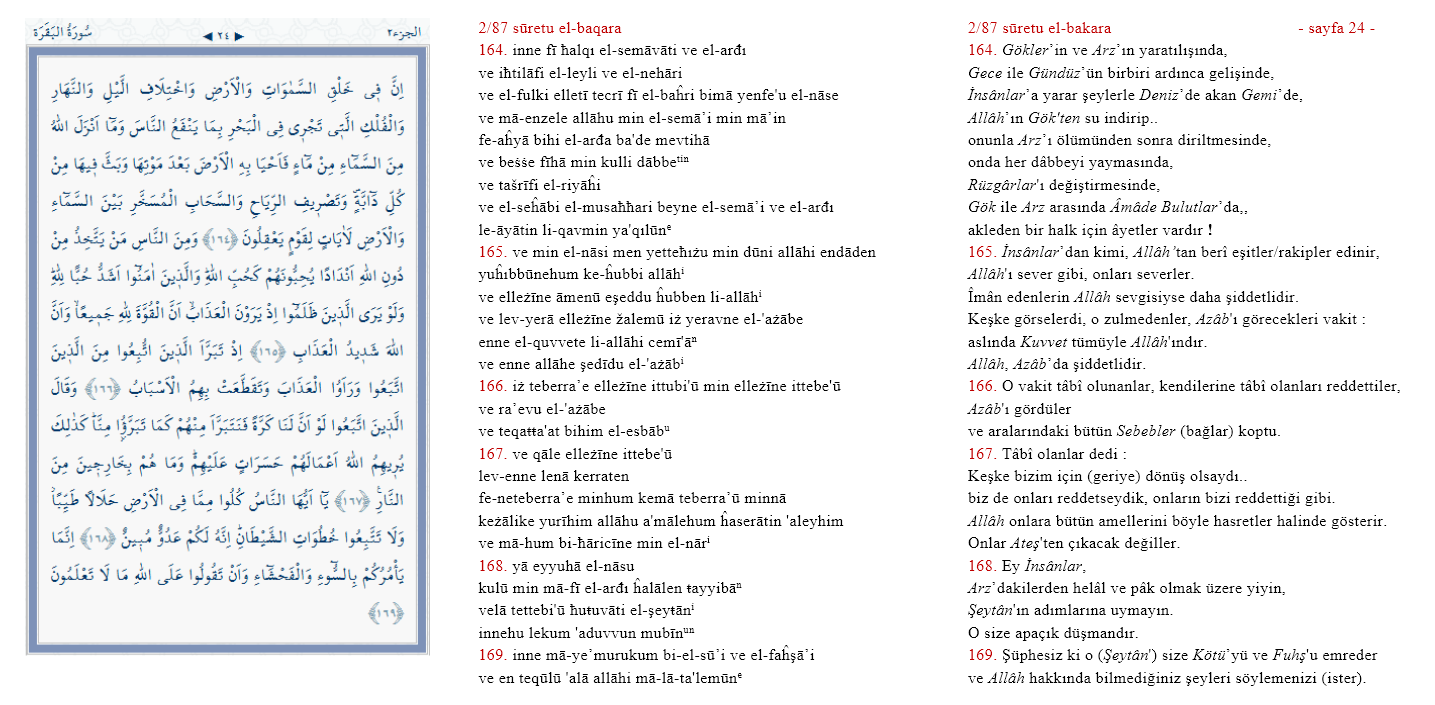 الجزء٢
◀ ٢٤ ▶
سُورَةُ الْبَقَرَة
اِنَّ فٖي خَلْقِ السَّمٰوَاتِ وَالْاَرْضِ وَاخْتِلَافِ الَّيْلِ وَالنَّهَارِ
وَالْفُلْكِ الَّتٖي تَجْرٖي فِي الْبَحْرِ بِمَا يَنْفَعُ النَّاسَ وَمَٓا اَنْزَلَ اللّٰهُ
مِنَ السَّمَٓاءِ مِنْ مَٓاءٍ فَاَحْيَا بِهِ الْاَرْضَ بَعْدَ مَوْتِهَا وَبَثَّ فٖيهَا مِنْ
كُلِّ دَٓابَّةٍۖ وَتَصْرٖيفِ الرِّيَاحِ وَالسَّحَابِ الْمُسَخَّرِ بَيْنَ السَّمَٓاءِ
وَالْاَرْضِ لَاٰيَاتٍ لِقَوْمٍ يَعْقِلُونَ ﴿١٦٤﴾ وَمِنَ النَّاسِ مَنْ يَتَّخِذُ مِنْ
دُونِ اللّٰهِ اَنْدَادًا يُحِبُّونَهُمْ كَحُبِّ اللّٰهِؕ وَالَّذٖينَ اٰمَنُٓوا اَشَدُّ حُبًّا لِلّٰهِؕ
وَلَوْ يَرَى الَّذٖينَ ظَلَمُٓوا اِذْ يَرَوْنَ الْعَذَابَۙ اَنَّ الْقُوَّةَ لِلّٰهِ جَمٖيعًاۙ وَاَنَّ
اللّٰهَ شَدٖيدُ الْعَذَابِ ﴿١٦٥﴾ اِذْ تَبَرَّاَ الَّذٖينَ اتُّبِعُوا مِنَ الَّذٖينَ
اتَّبَعُوا وَرَاَوُا الْعَذَابَ وَتَقَطَّعَتْ بِهِمُ الْاَسْبَابُ ﴿١٦٦﴾ وَقَالَ
الَّذٖينَ اتَّبَعُوا لَوْ اَنَّ لَنَا كَرَّةً فَنَتَبَرَّاَ مِنْهُمْ كَمَا تَبَرَّؤُ۫ا مِنَّاؕ كَذٰلِكَ
يُرٖيهِمُ اللّٰهُ اَعْمَالَهُمْ حَسَرَاتٍ عَلَيْهِمْؕ وَمَا هُمْ بِخَارِجٖينَ مِنَ
النَّارِ۟ ﴿١٦٧﴾ يَٓا اَيُّهَا النَّاسُ كُلُوا مِمَّا فِي الْاَرْضِ حَلَالًا طَيِّبًاؗ
وَلَا تَتَّبِعُوا خُطُوَاتِ الشَّيْطَانِؕ اِنَّهُ لَكُمْ عَدُوٌّ مُبٖينٌ ﴿١٦٨﴾ اِنَّمَا
يَأْمُرُكُمْ بِالسُّٓوءِ وَالْفَحْشَٓاءِ وَاَنْ تَقُولُوا عَلَى اللّٰهِ مَا لَا تَعْلَمُونَ
﴿١٦٩﴾
2/87 sūretu el-baqara
164. inne fī ħalqı el-semāvāti ve el-arđı
ve iħtilāfi el-leyli ve el-nehāri
ve el-fulki elletī tecrī fī el-baĥri bimā yenfe'u el-nāse
ve mā-enzele allāhu min el-semā’i min mā’in
fe-aĥyā bihi el-arđa ba'de mevtihā
ve beŝŝe fīhā min kulli dābbeᵗⁱⁿ
ve tašrīfi el-riyāĥi
ve el-seĥābi el-musaħħari beyne el-semā’i ve el-arđı
le-āyātin li-qavmin ya'qılūnᵉ
165. ve min el-nāsi men yetteħıżu min dūni allāhi endāden
yuĥıbbūnehum ke-ĥubbi allāhⁱ
ve elleżīne āmenū eşeddu ĥubben li-allāhⁱ
ve lev-yerā elleżīne žalemū iż yeravne el-'ażābe
enne el-quvvete li-allāhi cemī'āⁿ
ve enne allāhe şedīdu el-'ażābⁱ
166. iż teberra’e elleżīne ittubi'ū min elleżīne ittebe'ū
ve ra’evu el-'ażābe
ve teqaŧŧa'at bihim el-esbābᵘ
167. ve qāle elleżīne ittebe'ū
lev-enne lenā kerraten
fe-neteberra’e minhum kemā teberra’ū minnā
keżālike yurīhim allāhu a'mālehum ĥaserātin 'aleyhim
ve mā-hum bi-ħāricīne min el-nārⁱ
168. yā eyyuhā el-nāsu
kulū min mā-fī el-arđı ĥalālen ŧayyibāⁿ
velā tettebi'ū ħuŧuvāti el-şeyŧānⁱ
innehu lekum 'aduvvun mubīnᵘⁿ
169. inne mā-ye’murukum bi-el-sū’i ve el-faĥşā’i
ve en teqūlū 'alā allāhi mā-lā-ta'lemūnᵉ
2/87 sūretu el-bakara - sayfa 24 -
164. Gökler’in ve Arz’ın yaratılışında,
Gece ile Gündüz’ün birbiri ardınca gelişinde,
İnsânlar’a yarar şeylerle Deniz’de akan Gemi’de,
Allâh’ın Gök'ten su indirip..
onunla Arz’ı ölümünden sonra diriltmesinde,
onda her dâbbeyi yaymasında,
Rüzgârlar'ı değiştirmesinde,
Gök ile Arz arasında Âmâde Bulutlar’da,,
akleden bir halk için âyetler vardır !
165. İnsânlar’dan kimi, Allâh’tan berî eşitler/rakipler edinir,
Allâh'ı sever gibi, onları severler.
Îmân edenlerin Allâh sevgisiyse daha şiddetlidir.
Keşke görselerdi, o zulmedenler, Azâb'ı görecekleri vakit :
aslında Kuvvet tümüyle Allâh'ındır.
Allâh, Azâb’da şiddetlidir.
166. O vakit tâbî olunanlar, kendilerine tâbî olanları reddettiler,
Azâb'ı gördüler
ve aralarındaki bütün Sebebler (bağlar) koptu.
167. Tâbî olanlar dedi :
Keşke bizim için (geriye) dönüş olsaydı..
biz de onları reddetseydik, onların bizi reddettiği gibi.
Allâh onlara bütün amellerini böyle hasretler halinde gösterir.
Onlar Ateş'ten çıkacak değiller.
168. Ey İnsânlar,
Arz’dakilerden helâl ve pâk olmak üzere yiyin,
Şeytân'ın adımlarına uymayın.
O size apaçık düşmandır.
169. Şüphesiz ki o (Şeytân') size Kötü’yü ve Fuhş'u emreder
ve Allâh hakkında bilmediğiniz şeyleri söylemenizi (ister).